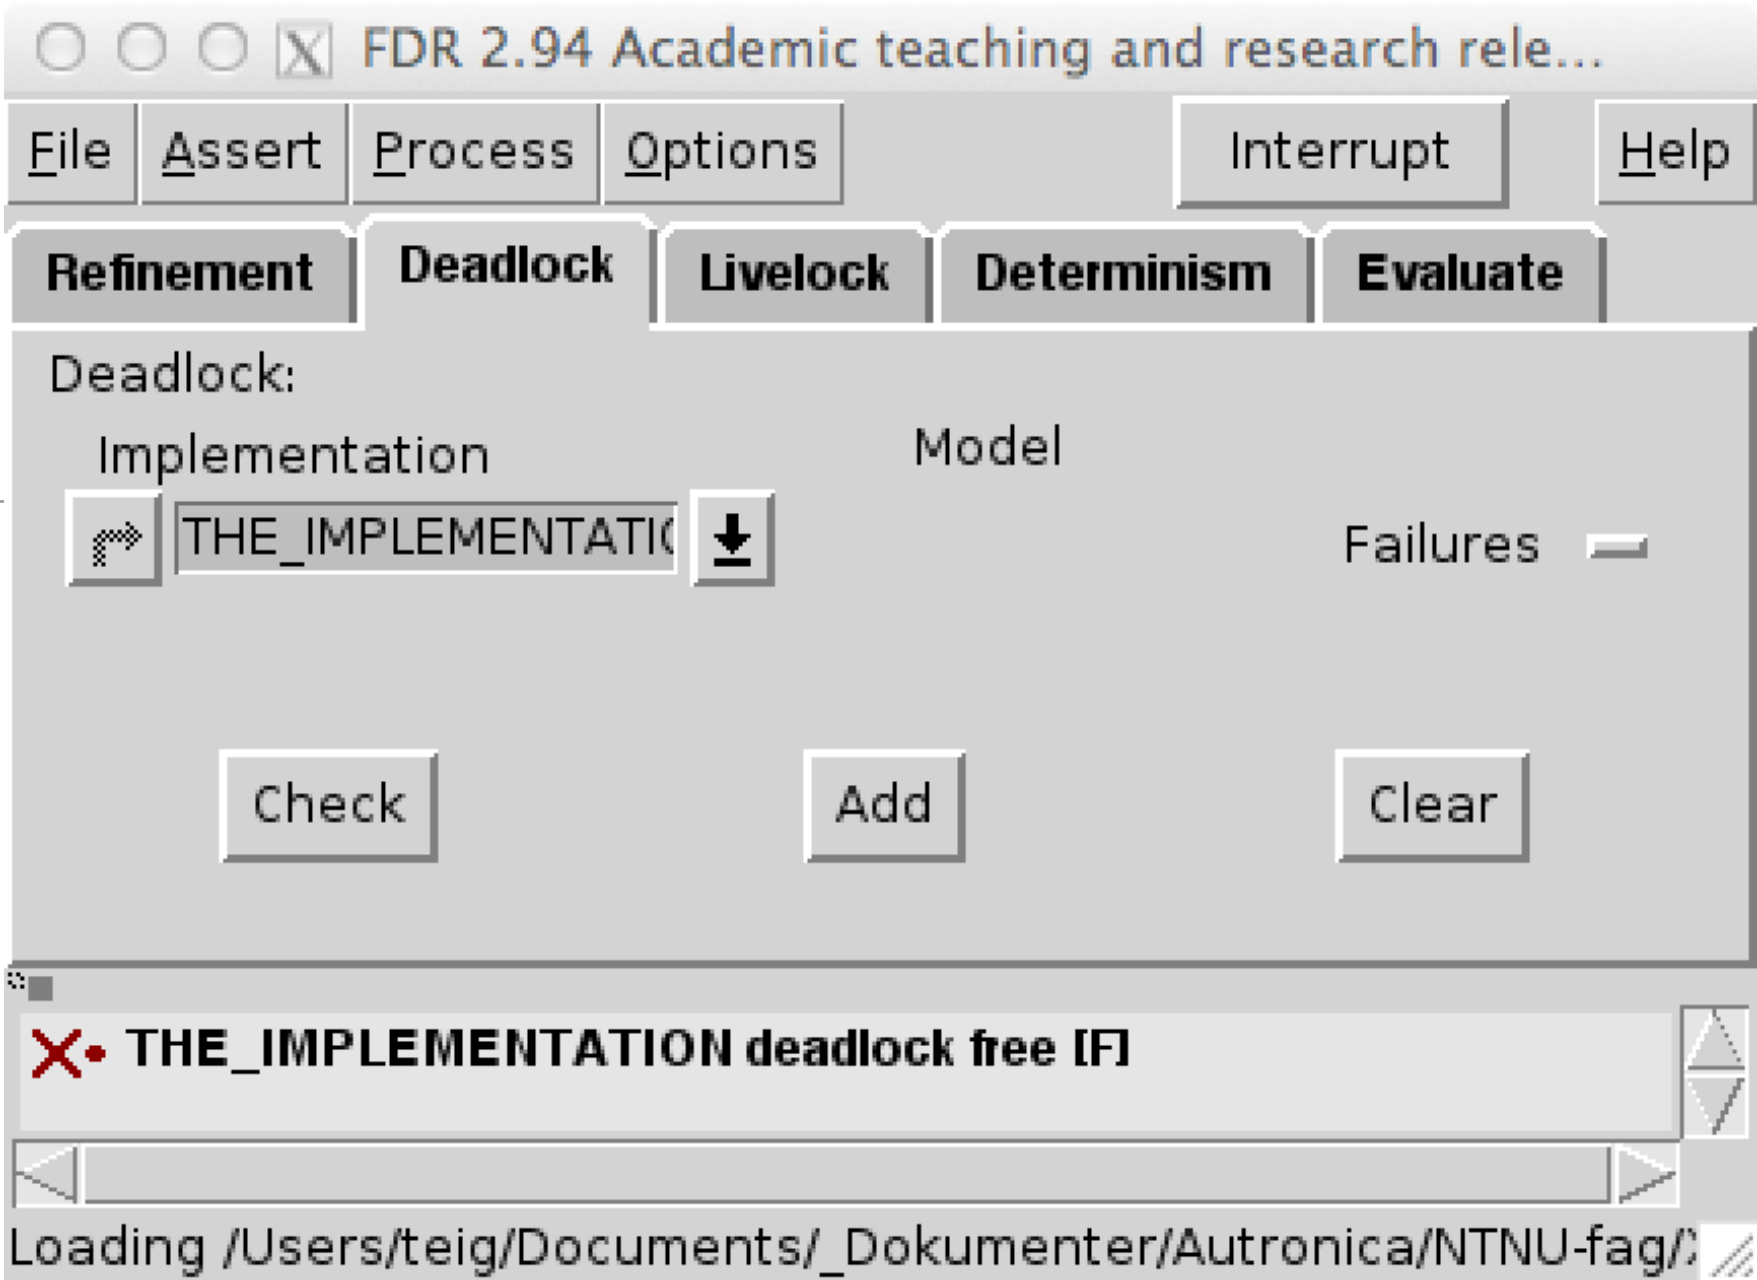 X FDR 2.94 Academic teaching and research rele...
File Assert Process Options Interrupt Help
Refinement Deadlock Livelock Determinism Evaluate
Deadlock:
Implementation Model
THE_IMPLEMENTATIO Failures
Check Add Clear
THE_IMPLEMENTATION deadlock free [F]
Loading /Users/teig/Documents/_Dokumenter/Autronica/NTNU-fag/